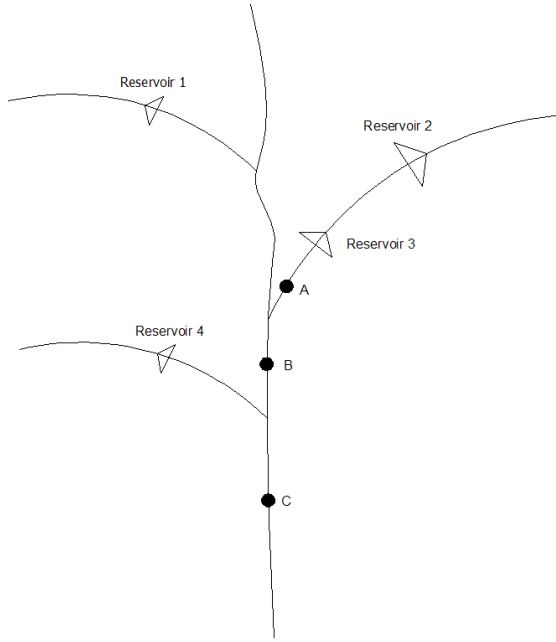 Reservoir 1
Reservoir 2
Reservoir 3
A
Reservoir 4
B
C